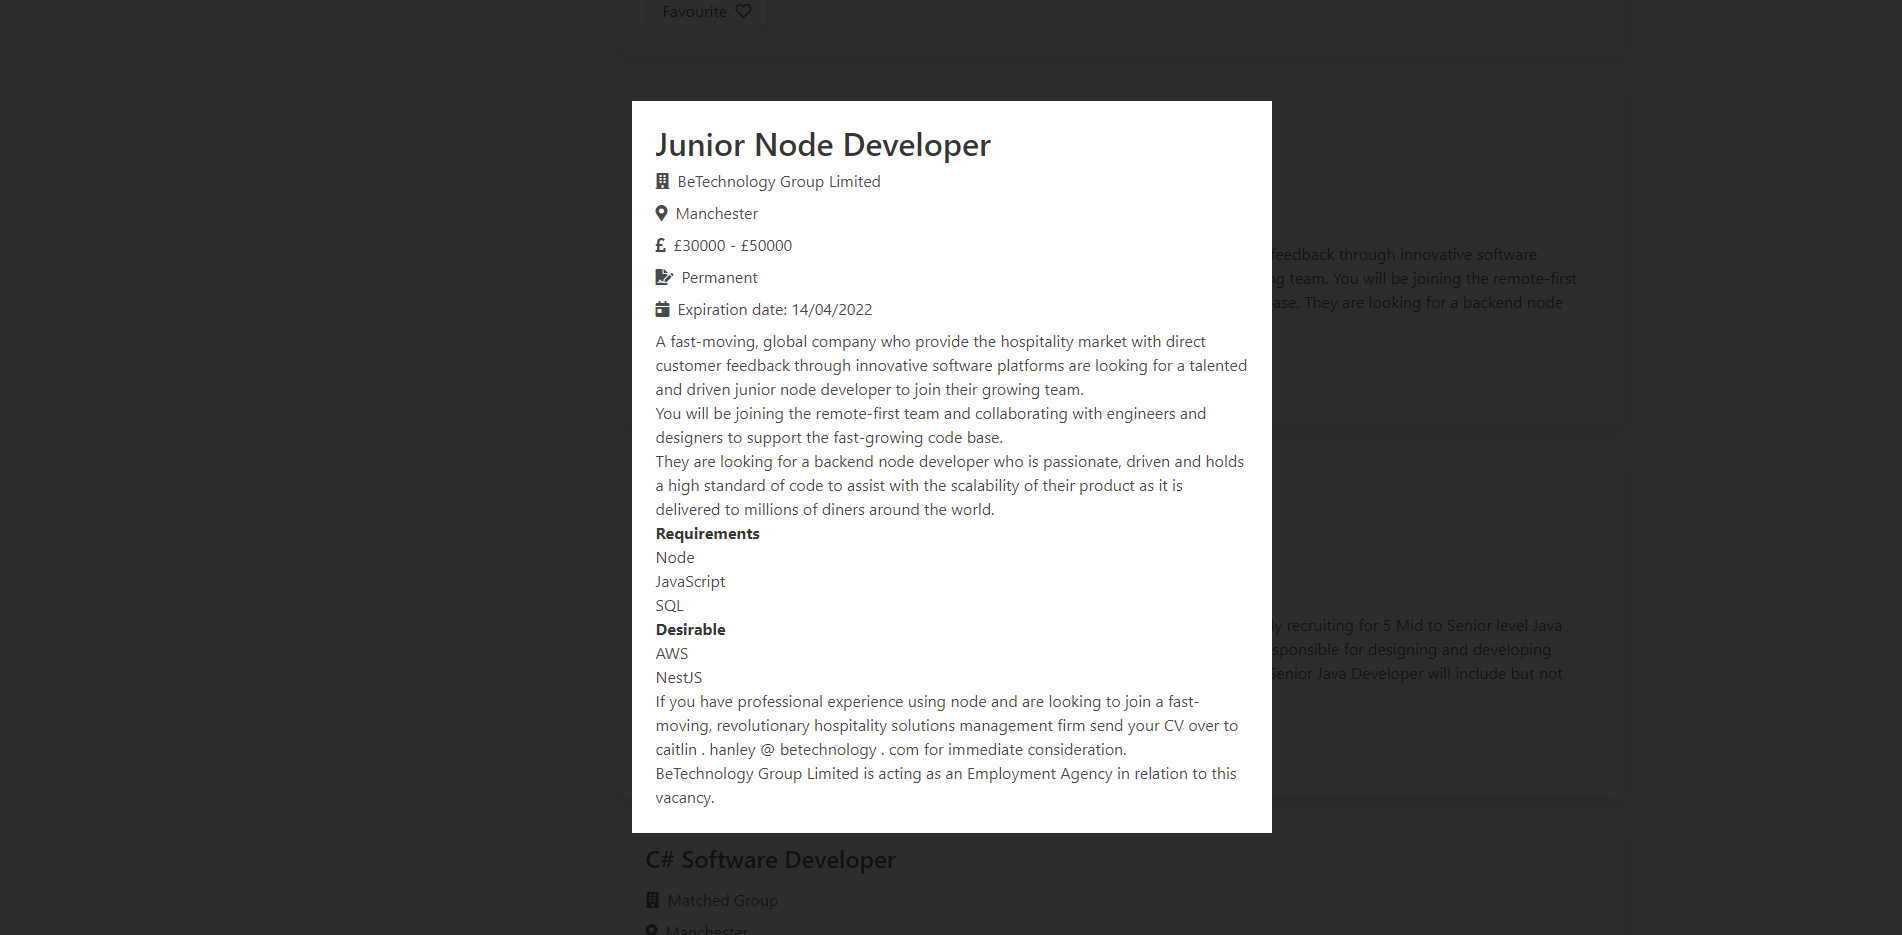 Favourite
Junior Node Developer
BeTechnology Group Limited
Manchester
£30000 - £50000
Permanent
Expiration date: 14/04/2022
A fast-moving, global company who provide the hospitality market with direct
customer feedback through innovative software platforms are looking for a talented
and driven junior node developer to join their growing team.
You will be joining the remote-first team and collaborating with engineers and
designers to support the fast-growing code base.
They are looking for a backend node developer who is passionate, driven and holds
a high standard of code to assist with the scalability of their product as it is
delivered to millions of diners around the world.
Requirements
Node
JavaScript
SQL
Desirable
AWS
NestJS
If you have professional experience using node and are looking to join a fast-
moving, revolutionary hospitality solutions management firm send your CV over to
caitlin . hanley @ betechnology . com for immediate consideration.
BeTechnology Group Limited is acting as an Employment Agency in relation to this
vacancy.
feedback through innovative software
team. You will be joining the remote-first
They are looking for a backend node
recruiting for 5 Mid to Senior level Java
for designing and developing
Senior Java Developer will include but not
C# Software Developer
Matched Group
Manchester